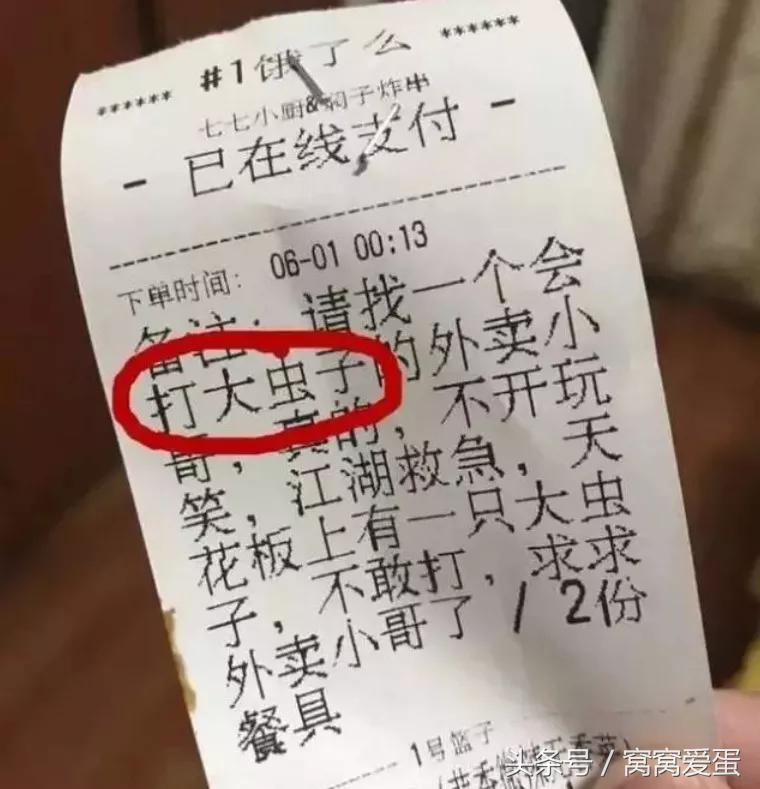 ****** #1饿了么 ******
七七小厨&闷子炸串
- 已在线支付 -
下单时间: 06-01 00:13
备注: 请找一个会
打大虫子的外卖小
哥, 真的, 不开玩
笑, 江湖救急, 天
花板上有一只大虫
子, 不敢打, 求求
外卖小哥了 / 2份
餐具
1号篮子
头条号 / 窝窝爱蛋